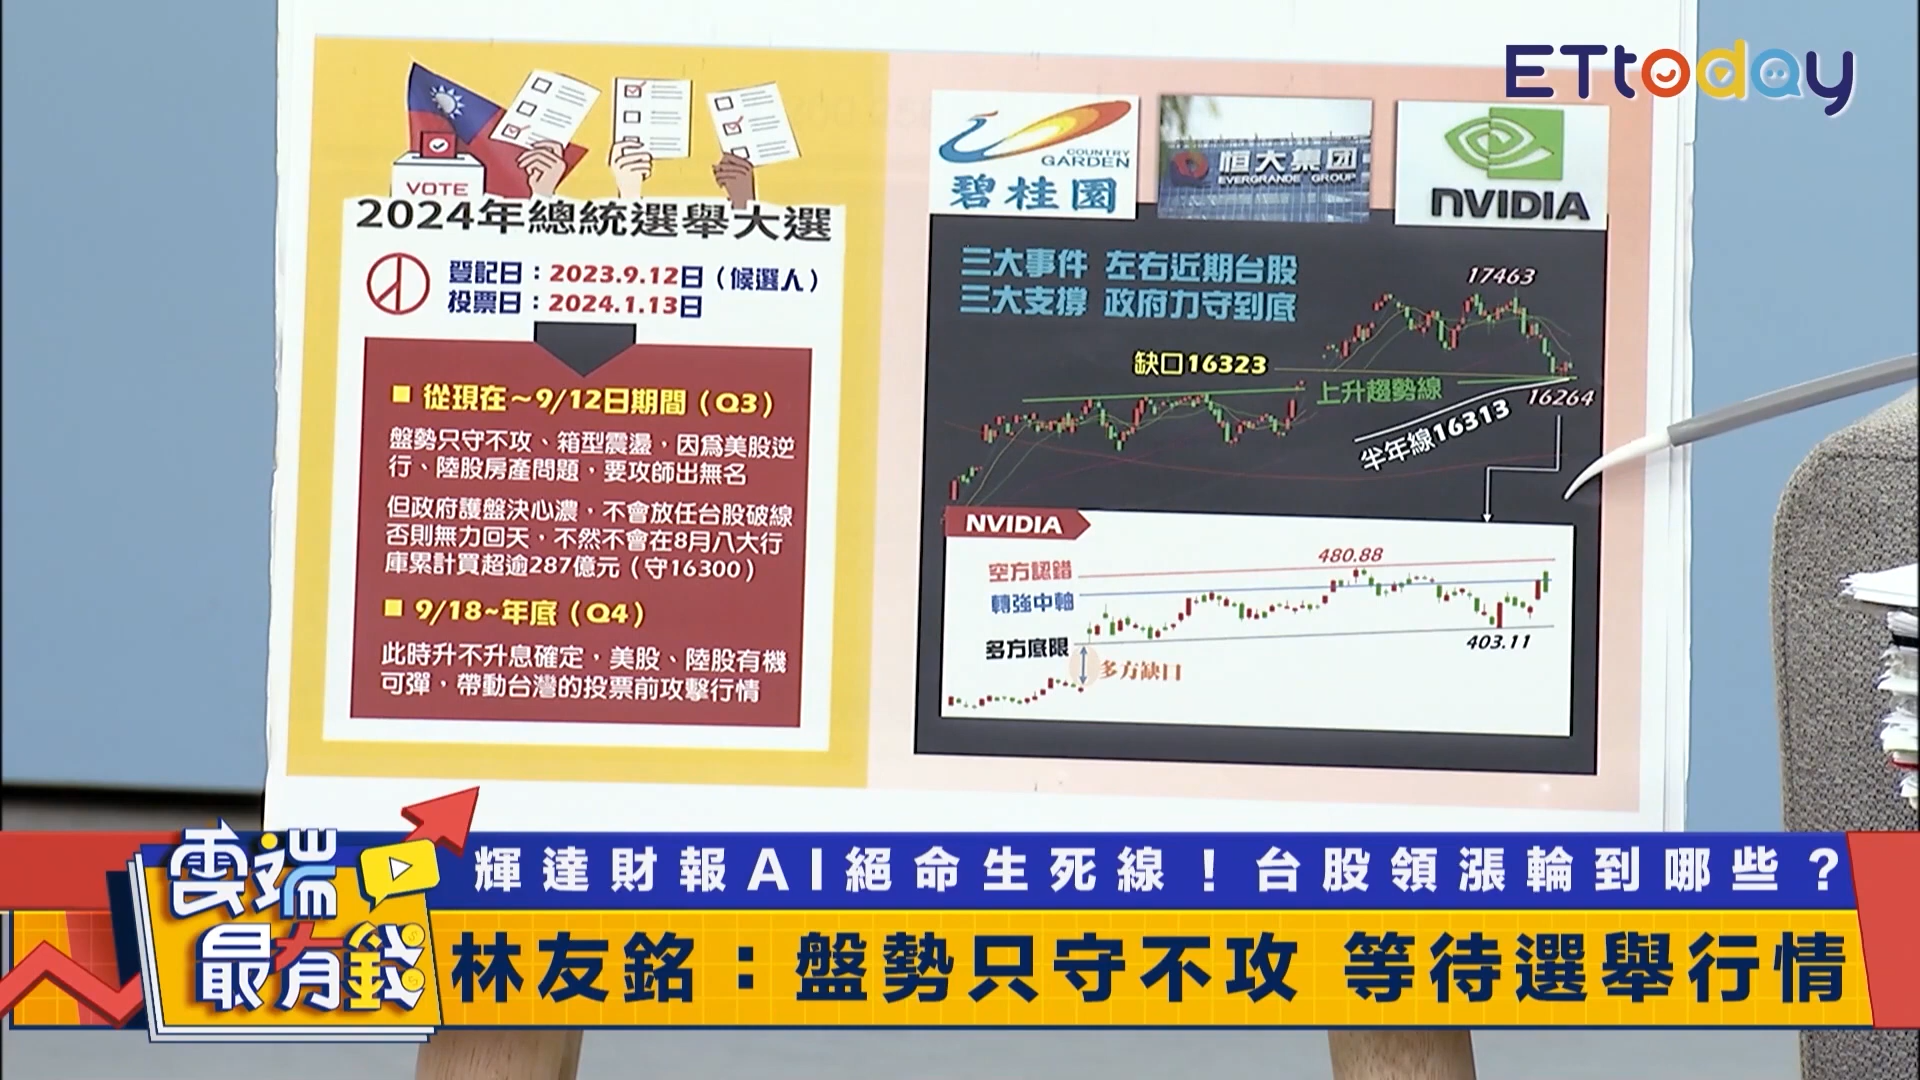 ETtoday
VOTE
2024年總統選舉大選
登記日：2023.9.12日（候選人）
投票日：2024.1.13日
■ 從現在～9/12日期間（Q3）
盤勢只守不攻、箱型震盪，因為美股逆
行、陸股房產問題，要攻師出無名
但政府護盤決心濃，不會放任台股破線
否則無力回天，不然不會在8月八大行
庫累計買超逾287億元（守16300）
■ 9/18~年底（Q4）
此時升不升息確定，美股、陸股有機
可彈，帶動台灣的投票前攻擊行情
COUNTRY
GARDEN
碧桂園
恒大集团
EVERGRANDE GROUP
NVIDIA
三大事件 左右近期台股
三大支撐 政府力守到底
17463
缺口16323
上升趨勢線
16264
半年線16313
NVIDIA
480.88
空方認錯
轉強中軸
多方底限
403.11
多方缺口
雲端
最有錢
輝達財報AI絕命生死線！台股領漲輪到哪些？
林友銘：盤勢只守不攻 等待選舉行情